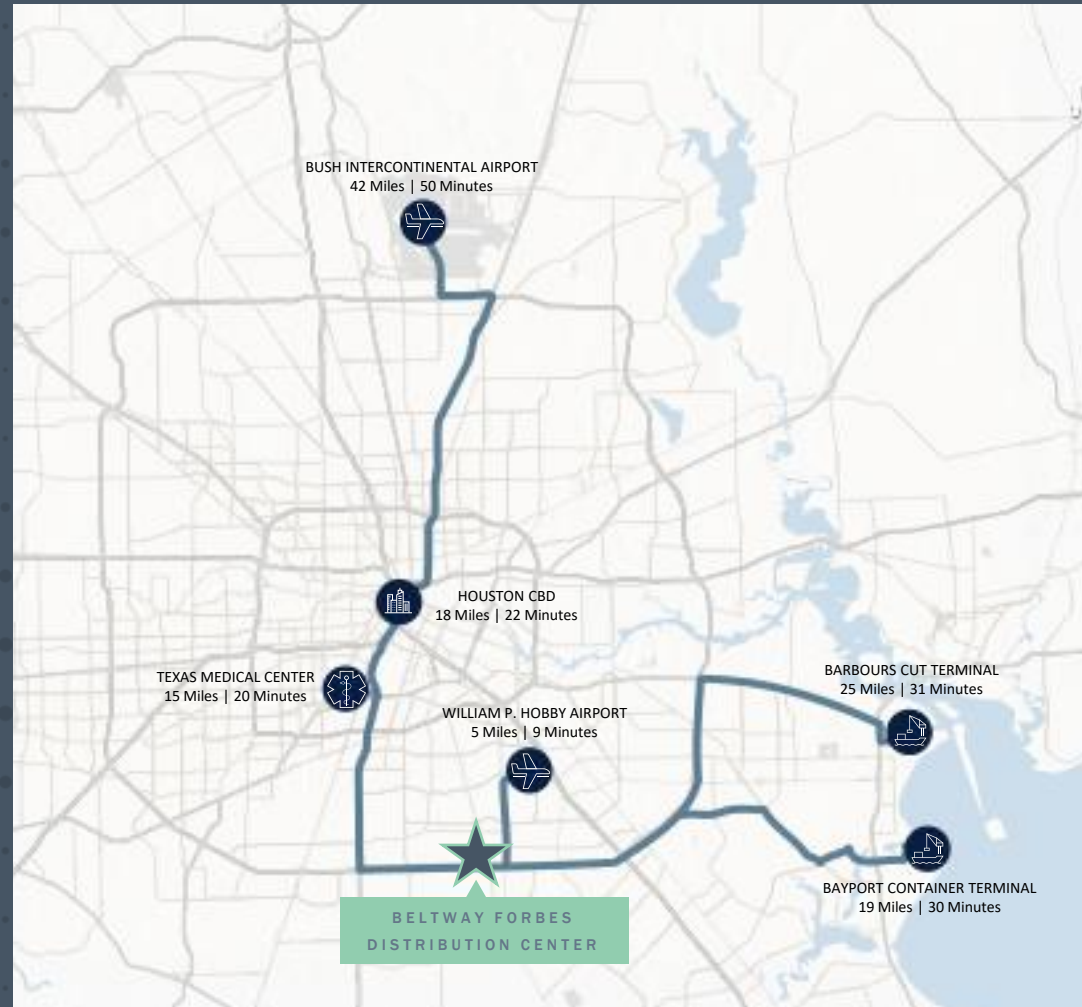 BUSH INTERCONTINENTAL AIRPORT
42 Miles | 50 Minutes
HOUSTON CBD
18 Miles | 22 Minutes
TEXAS MEDICAL CENTER
15 Miles | 20 Minutes
BARBOURS CUT TERMINAL
25 Miles | 31 Minutes
WILLIAM P. HOBBY AIRPORT
5 Miles | 9 Minutes
BAYPORT CONTAINER TERMINAL
19 Miles | 30 Minutes
BELTWAY FORBES
DISTRIBUTION CENTER